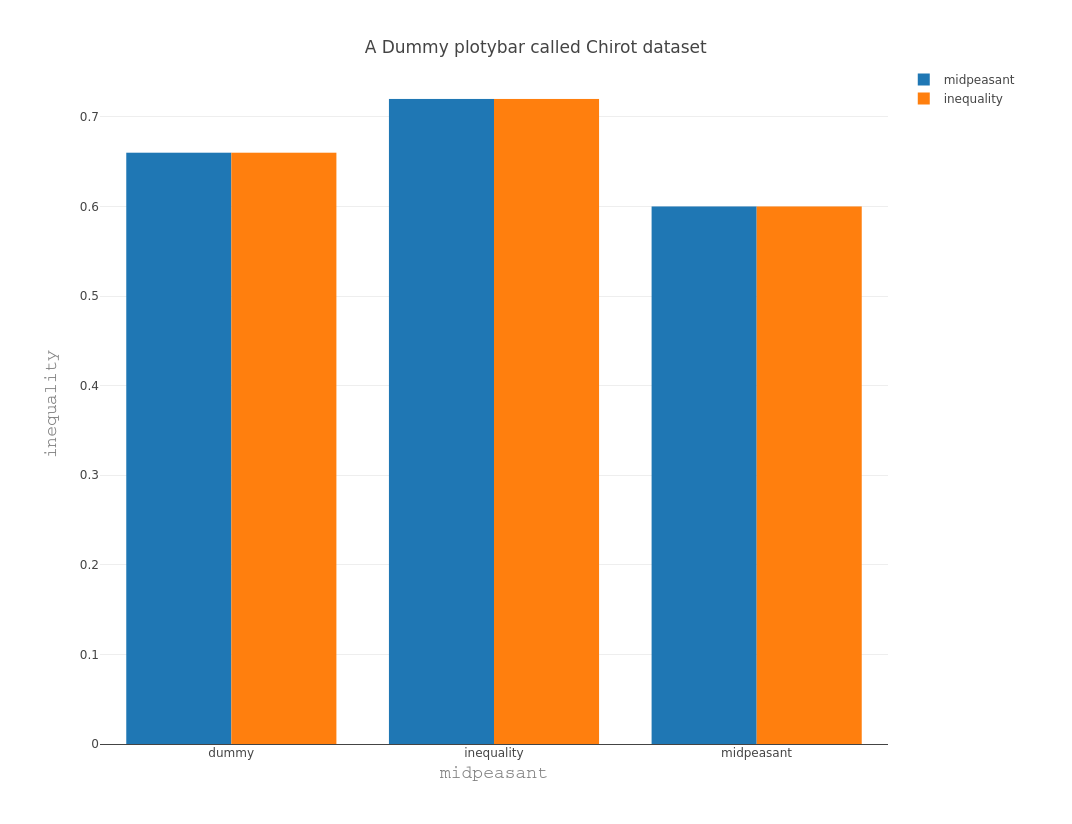 A Dummy plotybar called Chirot dataset
midpeasant
inequality
0.7
0.6
0.5
0.4
0.3
0.2
0.1
0
inequality
dummy inequality midpeasant
midpeasant